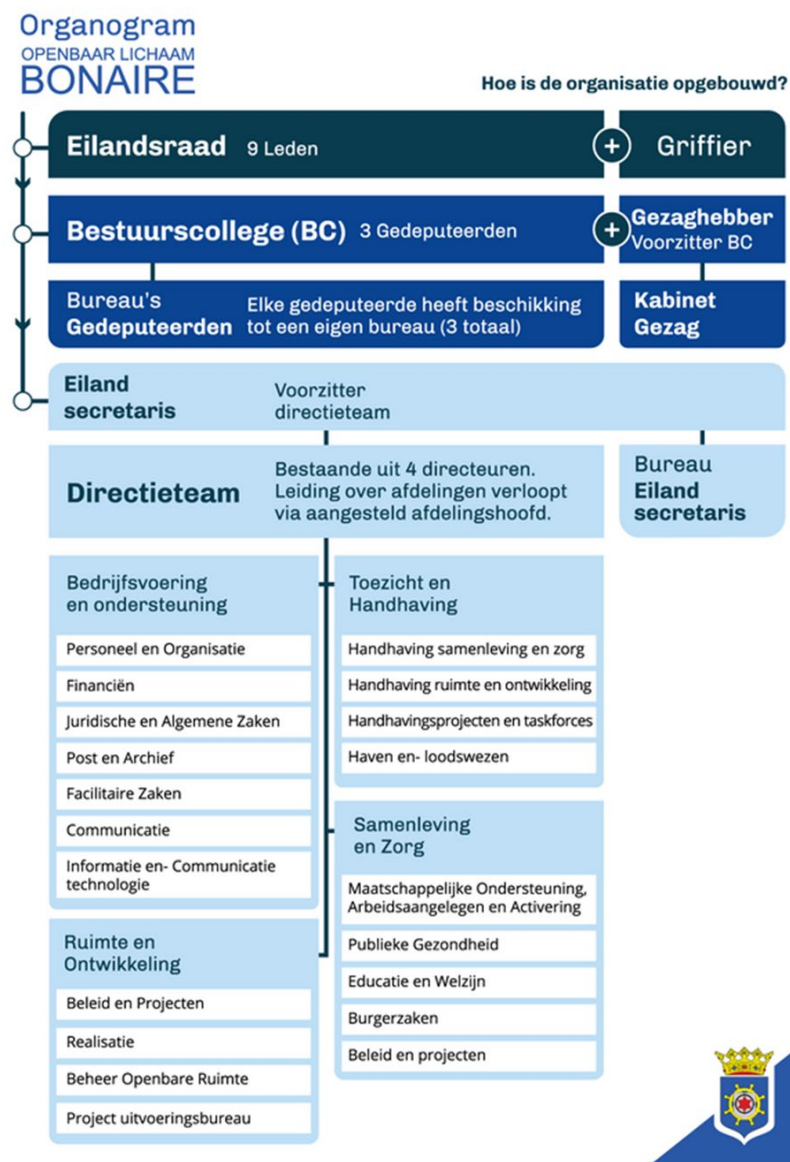 Organogram
OPENBAAR LICHAAM
BONAIRE
Hoe is de organisatie opgebouwd?
Eilandsraad 9 Leden
+
Griffier
Bestuurscollege (BC) 3 Gedeputeerden
+
Gezaghebber
Voorzitter BC
Bureau's
Gedeputeerden
Elke gedeputeerde heeft beschikking
tot een eigen bureau (3 totaal)
Kabinet
Gezag
Eiland
secretaris
Voorzitter
directieteam
Directieteam
Bestaande uit 4 directeuren.
Leiding over afdelingen verloopt
via aangesteld afdelingshoofd.
Bureau
Eiland
secretaris
Bedrijfsvoering
en ondersteuning
Personeel en Organisatie
Financiën
Juridische en Algemene Zaken
Post en Archief
Facilitaire Zaken
Communicatie
Informatie en- Communicatie
technologie
Toezicht en
Handhaving
Handhaving samenleving en zorg
Handhaving ruimte en ontwikkeling
Handhavingsprojecten en taskforces
Haven en- loodswezen
Samenleving
en Zorg
Maatschappelijke Ondersteuning,
Arbeidsaangelegen en Activering
Publieke Gezondheid
Educatie en Welzijn
Burgerzaken
Beleid en projecten
Ruimte en
Ontwikkeling
Beleid en Projecten
Realisatie
Beheer Openbare Ruimte
Project uitvoeringsbureau